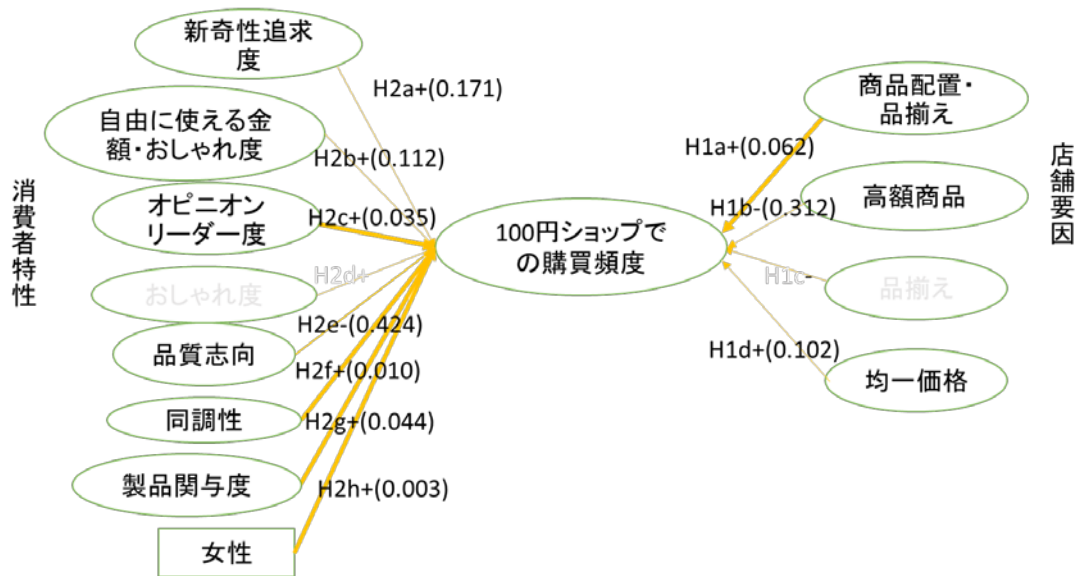 消費者特性
新奇性追求
度
H2a+(0.171)
自由に使える金
額・おしゃれ度
H2b+(0.112)
オピニオン
リーダー度
H2c+(0.035)
おしゃれ度
H2d+
品質志向
H2e-(0.424)
同調性
H2f+(0.010)
製品関与度
H2g+(0.044)
女性
H2h+(0.003)
100円ショップで
の購買頻度
商品配置・
品揃え
H1a+(0.062)
高額商品
H1b-(0.312)
品揃え
H1c-
均一価格
H1d+(0.102)
店舗要因